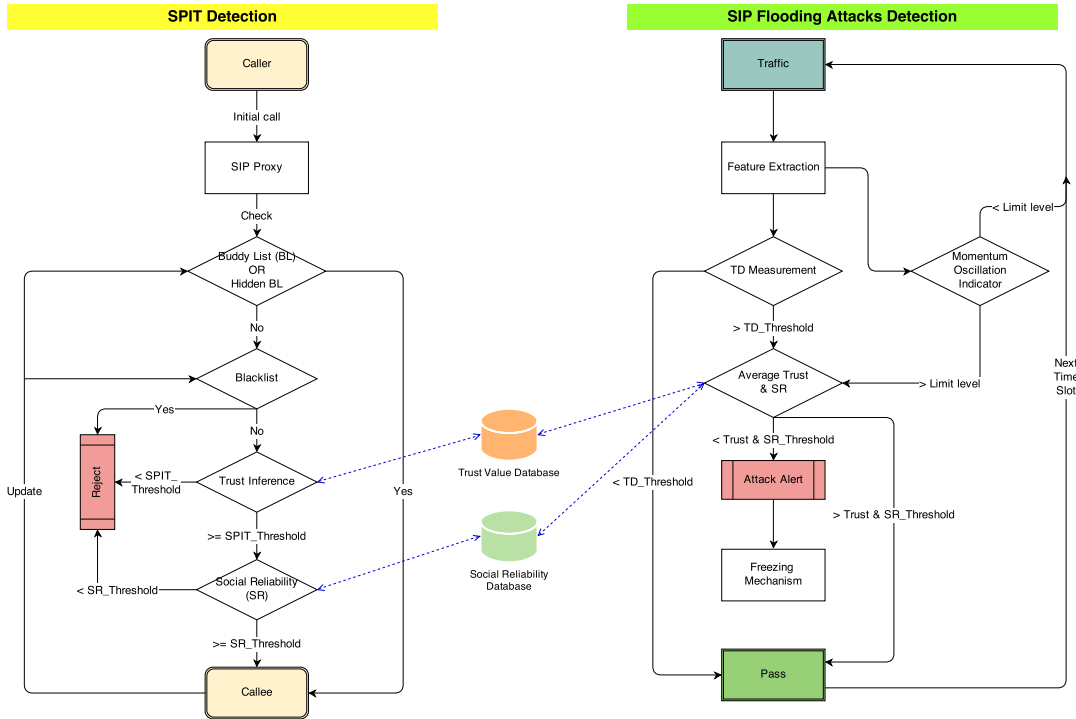 SPIT Detection
Caller
Initial call
SIP Proxy
Check
Buddy List (BL)
OR
Hidden BL
No
Blacklist
Yes
No
Reject
< SPIT_
Threshold
Trust Inference
Update
Yes
>= SPIT_Threshold
Social Reliability
(SR)
< SR_Threshold
>= SR_Threshold
Callee
Trust Value Database
Social Reliability
Database
SIP Flooding Attacks Detection
Traffic
Feature Extraction
< Limit level
TD Measurement
Momentum
Oscillation
Indicator
> TD_Threshold
Average Trust
& SR
> Limit level
Next
Time
Slot
< Trust & SR_Threshold
Attack Alert
< TD_Threshold
> Trust & SR_Threshold
Freezing
Mechanism
Pass